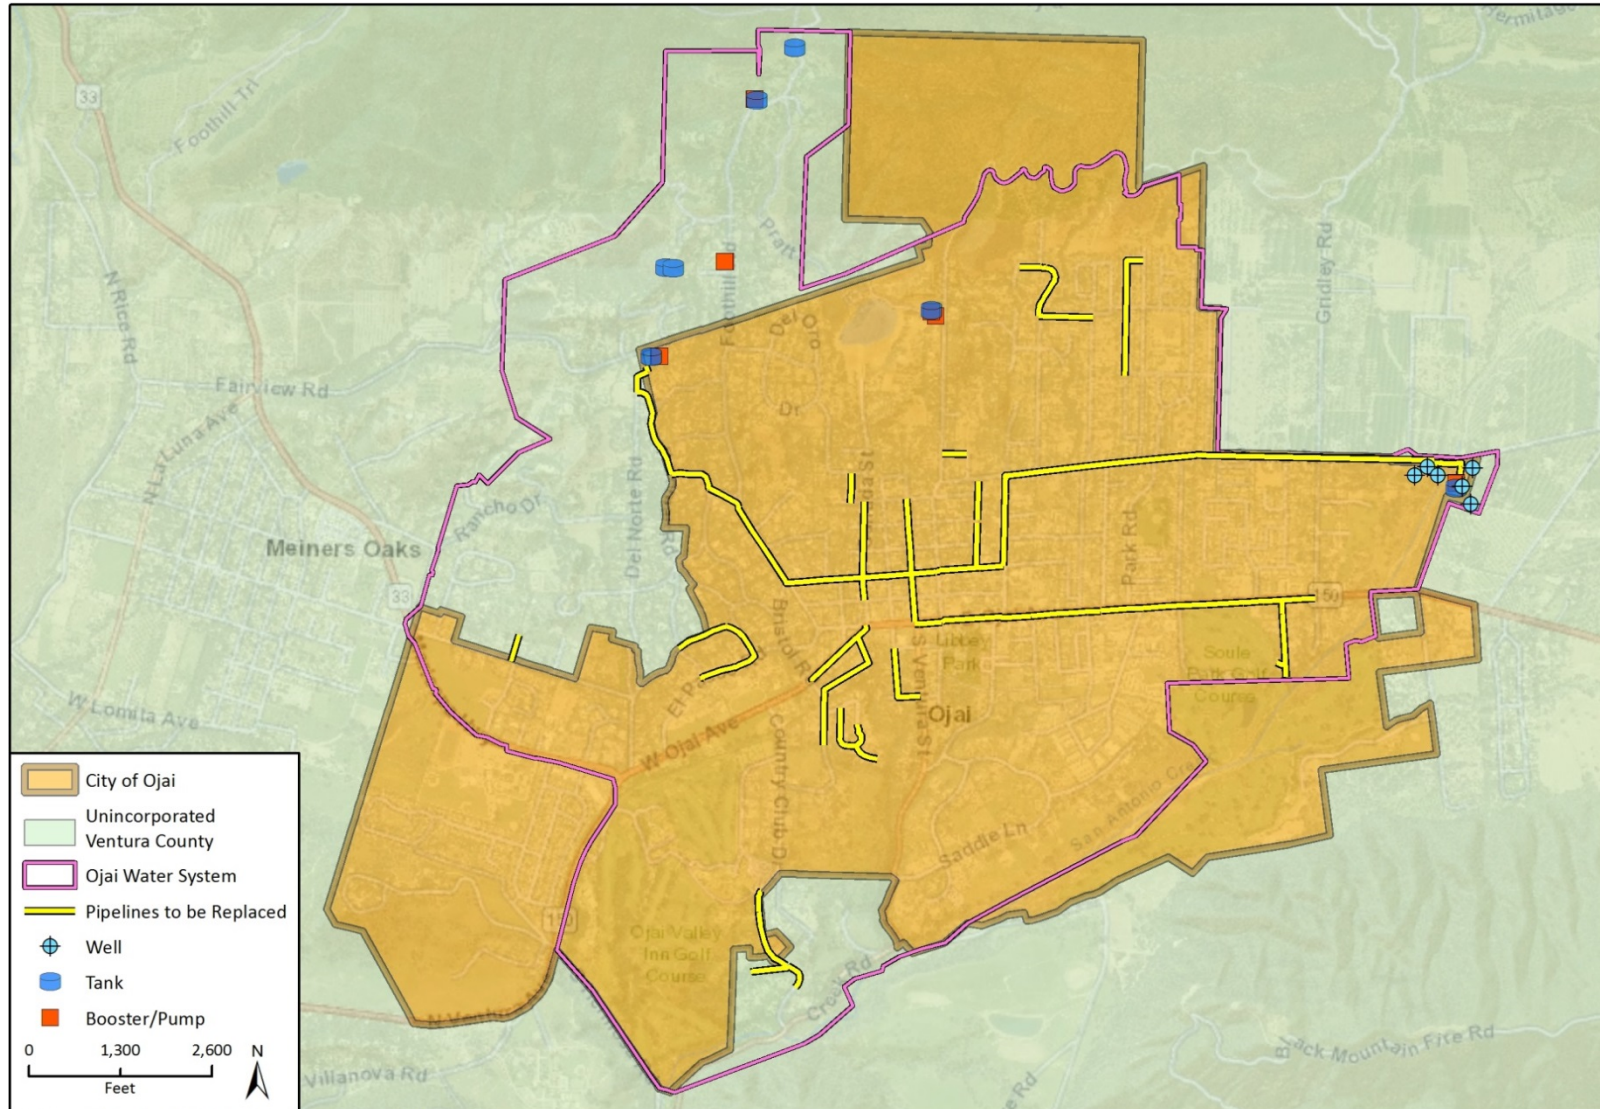 Hermitage
33
Foothill Trl
N Rice Rd
Gridley Rd
Pratt
Foothill Rd
Del Oro
Dr
Fairview Rd
N La Luna Ave
Rancho Dr
Del Norte Rd
Meiners Oaks
Park Rd
33
150
Bristol Rd
Libbey
Park
S Ventura St
Soule
Park Golf
Course
W Lomita Ave
Ojai
W Ojai Ave
Country Club Dr
San Antonio Cre
Saddle Ln
150
Ojai Valley
Inn Golf
Course
Creek Rd
N Ventura Ave
Villanova Rd
Black Mountain Fire Rd
e Rd
City of Ojai
Unincorporated
Ventura County
Ojai Water System
Pipelines to be Replaced
Well
Tank
Booster/Pump
0 1,300 2,600
Feet
N